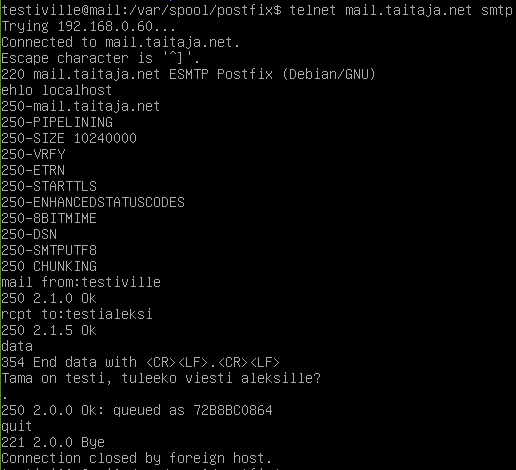 testiville@mail:/var/spool/postfix$ telnet mail.taitaja.net smtp
Trying 192.168.0.60...
Connected to mail.taitaja.net.
Escape character is '^]'.
220 mail.taitaja.net ESMTP Postfix (Debian/GNU)
ehlo localhost
250-mail.taitaja.net
250-PIPELINING
250-SIZE 10240000
250-VRFY
250-ETRN
250-STARTTLS
250-ENHANCEDSTATUSCODES
250-8BITMIME
250-DSN
250-SMTPUTF8
250 CHUNKING
mail from:testiville
250 2.1.0 Ok
rcpt to:testialeksi
250 2.1.5 Ok
data
354 End data with <CR><LF>.<CR><LF>
Tama on testi, tuleeko viesti aleksille?
.
250 2.0.0 Ok: queued as 72B8BC0864
quit
221 2.0.0 Bye
Connection closed by foreign host.